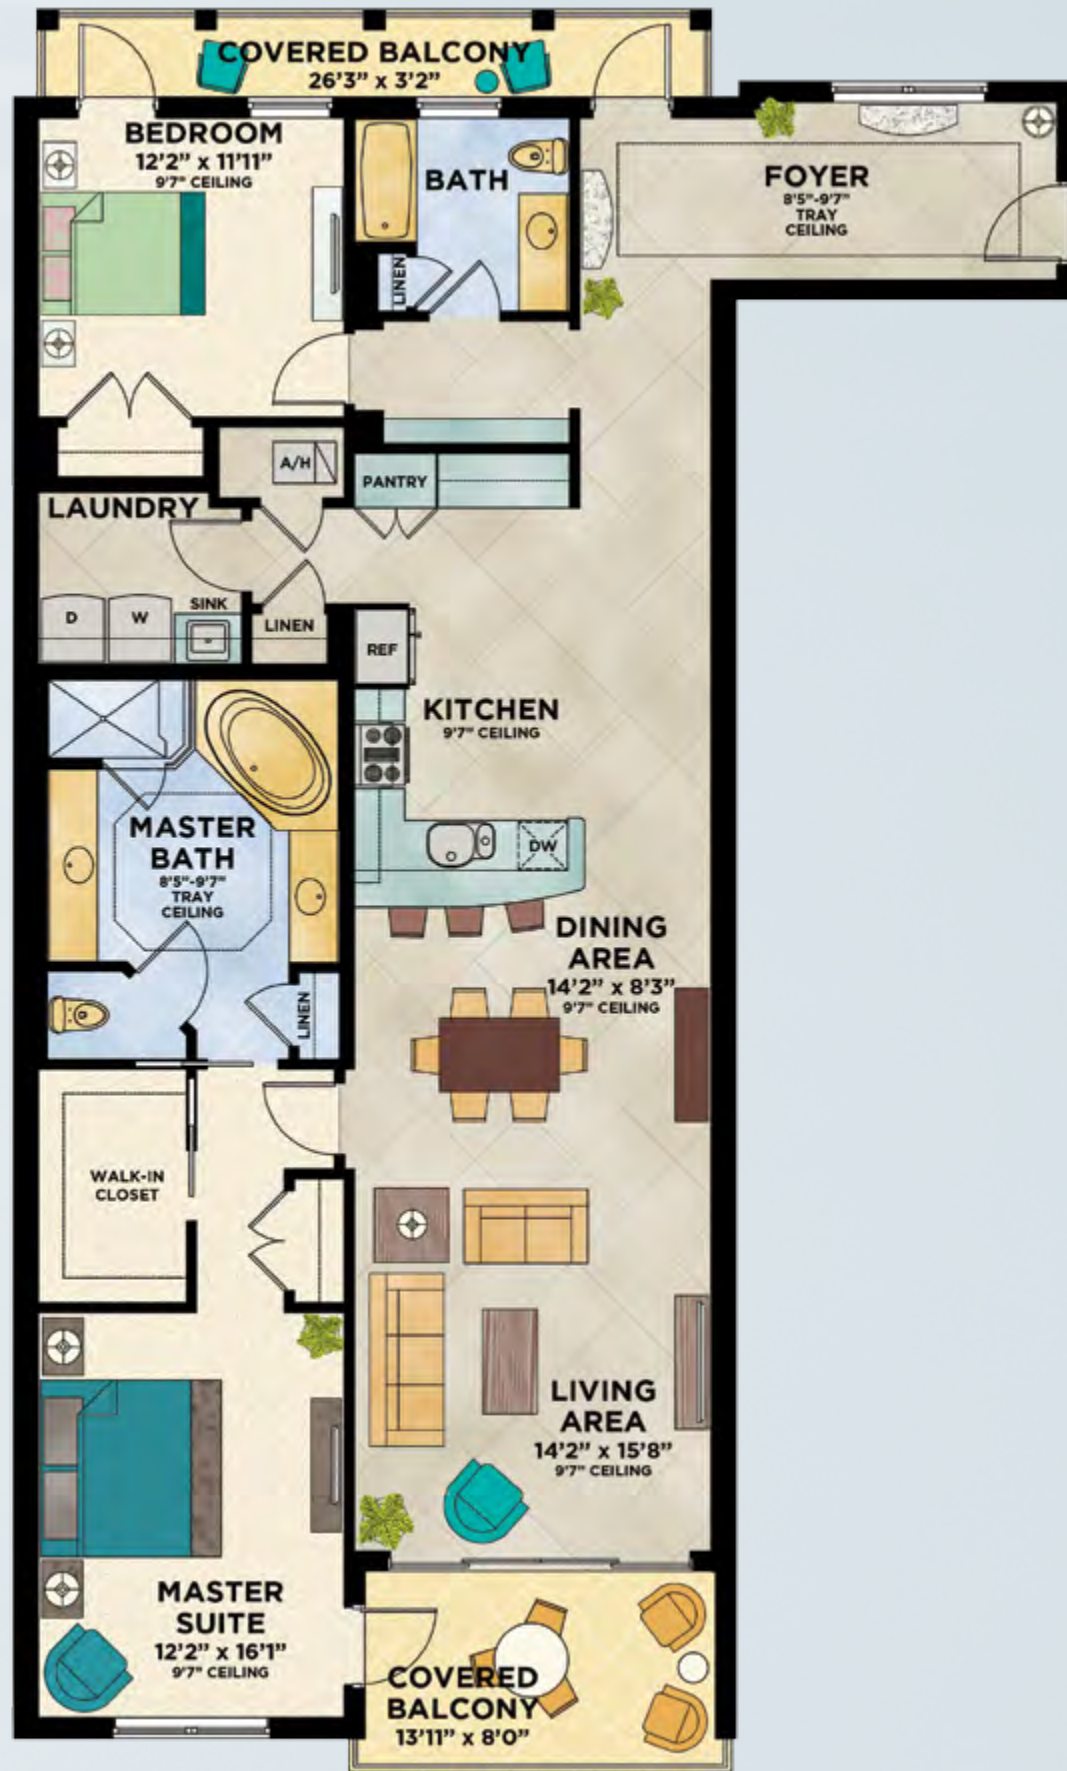 COVERED BALCONY
26'3" x 3'2"
BEDROOM
12'2" x 11'11"
9'7" CEILING
BATH
LINEN
FOYER
8'5"-9'7"
TRAY
CEILING
A/H
PANTRY
LAUNDRY
D
W
SINK
LINEN
REF
KITCHEN
9'7" CEILING
DW
MASTER
BATH
8'5"-9'7"
TRAY
CEILING
LINEN
DINING
AREA
14'2" x 8'3"
9'7" CEILING
WALK-IN
CLOSET
LIVING
AREA
14'2" x 15'8"
9'7" CEILING
MASTER
SUITE
12'2" x 16'1"
9'7" CEILING
COVERED
BALCONY
13'11" x 8'0"